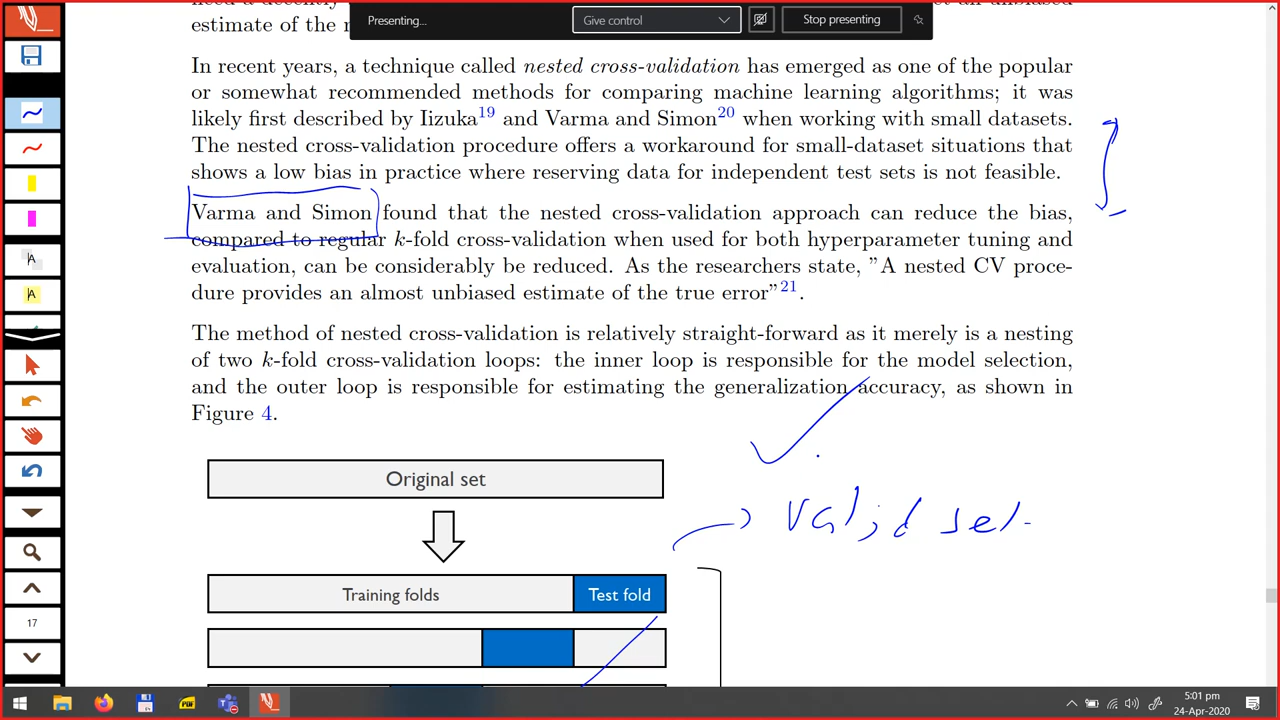 need a decently
estimate of the
Presenting...
Give control
Stop presenting
an unbiased
In recent years, a technique called nested cross-validation has emerged as one of the popular
or somewhat recommended methods for comparing machine learning algorithms; it was
likely first described by Iizuka19 and Varma and Simon20 when working with small datasets.
The nested cross-validation procedure offers a workaround for small-dataset situations that
shows a low bias in practice where reserving data for independent test sets is not feasible.
Varma and Simon found that the nested cross-validation approach can reduce the bias,
compared to regular k-fold cross-validation when used for both hyperparameter tuning and
evaluation, can be considerably be reduced. As the researchers state, ”A nested CV proce-
dure provides an almost unbiased estimate of the true error”21.
The method of nested cross-validation is relatively straight-forward as it merely is a nesting
of two k-fold cross-validation loops: the inner loop is responsible for the model selection,
and the outer loop is responsible for estimating the generalization accuracy, as shown in
Figure 4.
Original set
Valid set
Training folds
Test fold
A
A
17
PDF
5:01 pm
24-Apr-2020